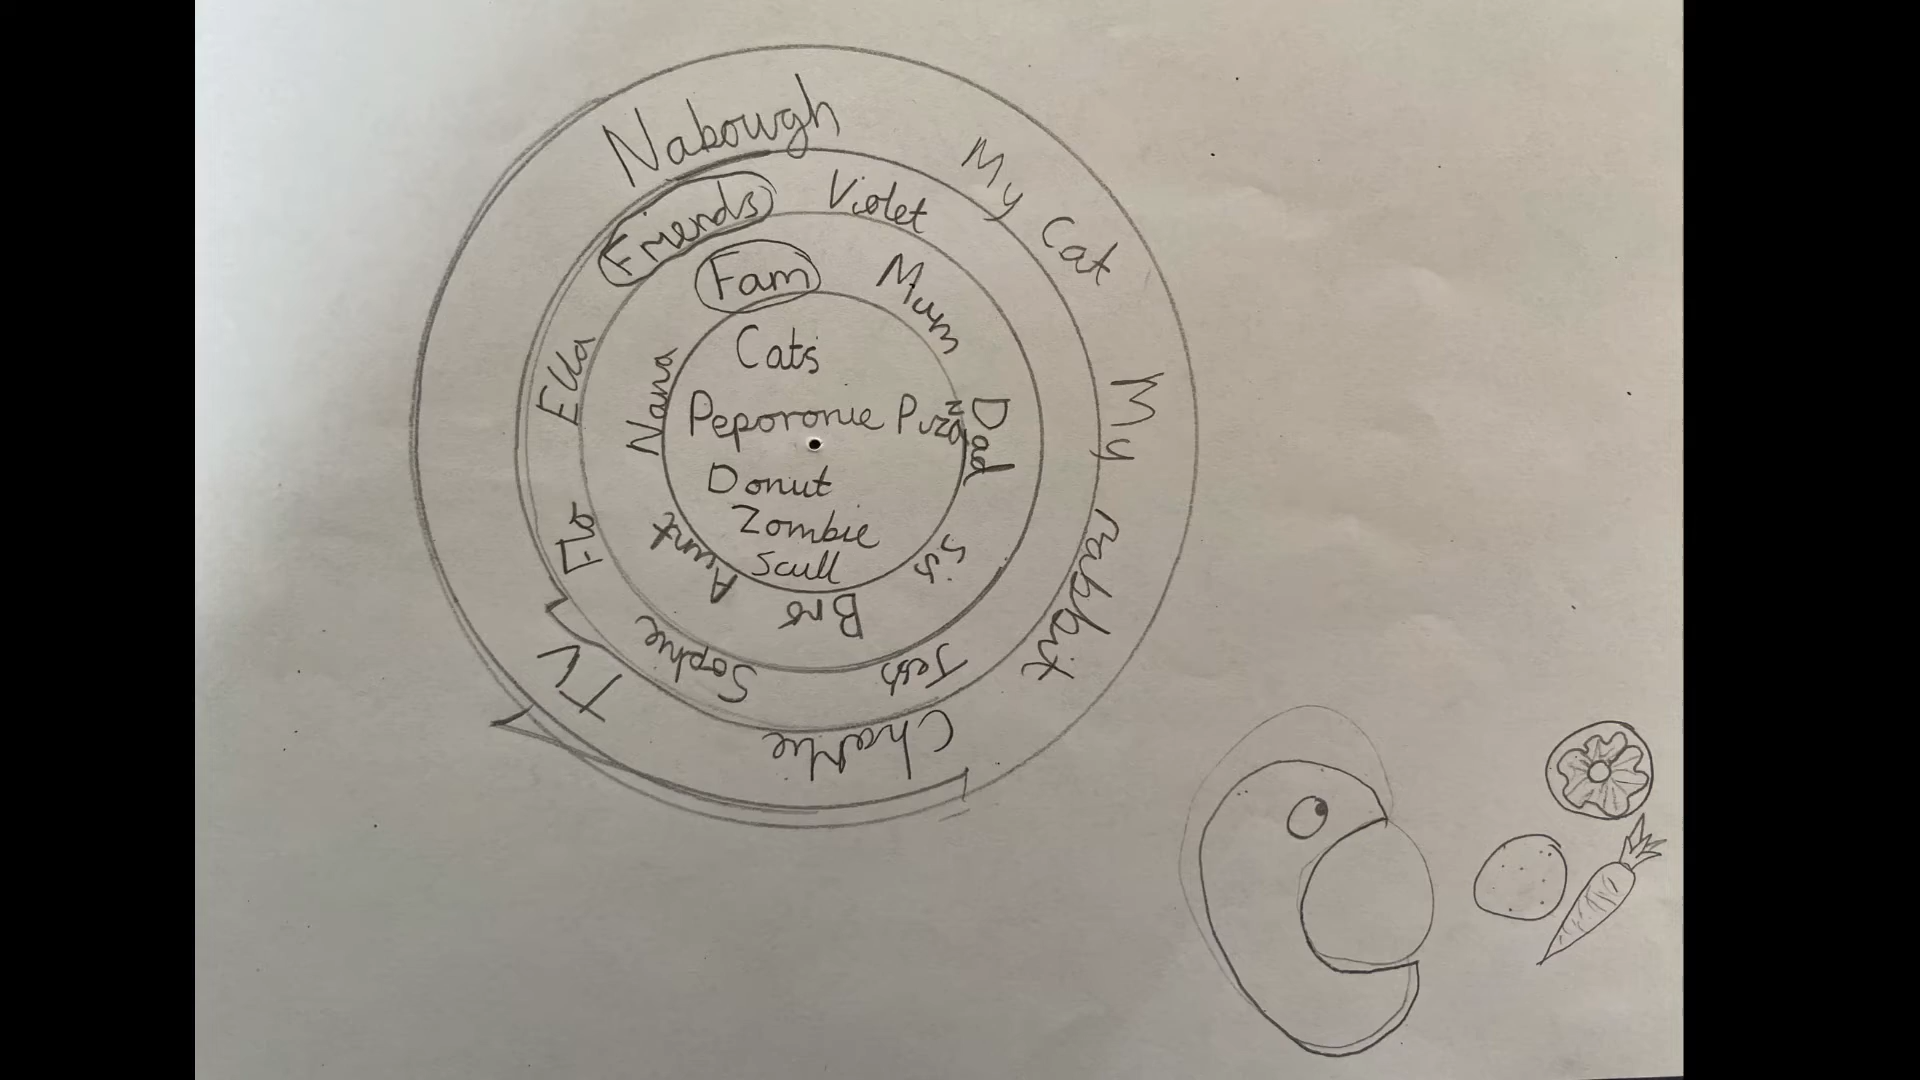 Nabough
My Cat
My rabbit
Charlie
TV
Friends
Violet
Jess
Sophie
Flo
Ella
Fam
Mum
Dad
Sis
Bro
Aunt
Nana
Cats
Peporonie Pizza
Donut
Zombie
Scull